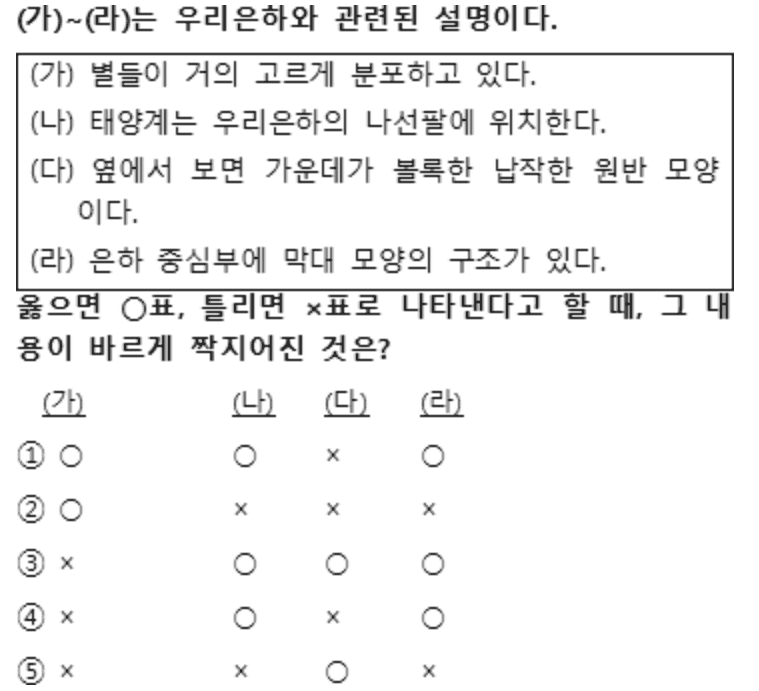 (가)~(라)는 우리은하와 관련된 설명이다.
(가) 별들이 거의 고르게 분포하고 있다.
(나) 태양계는 우리은하의 나선팔에 위치한다.
(다) 옆에서 보면 가운데가 볼록한 납작한 원반 모양
이다.
(라) 은하 중심부에 막대 모양의 구조가 있다.
옳으면 ○표, 틀리면 ×표로 나타낸다고 할 때, 그 내
용이 바르게 짝지어진 것은?
(가) (나) (다) (라)
① ○ ○ × ○
② ○ × × ×
③ × ○ ○ ○
④ × ○ × ○
⑤ × × ○ ×